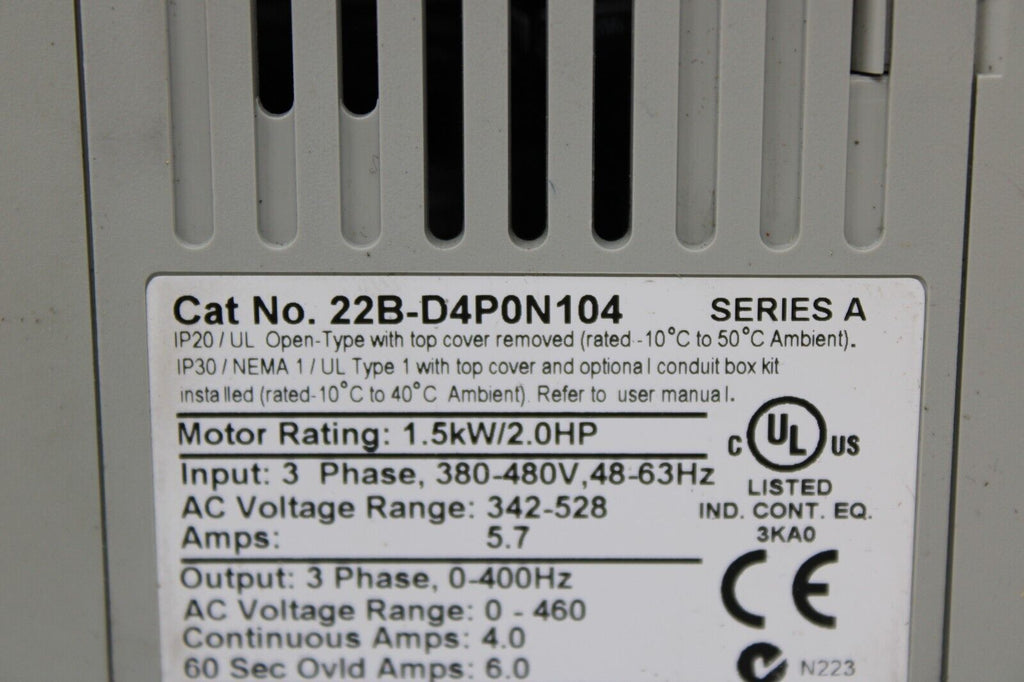 Cat No. 22B-D4P0N104 SERIES A
IP20 / UL Open-Type with top cover removed (rated -10°C to 50°C Ambient).
IP30 / NEMA 1 / UL Type 1 with top cover and optional conduit box kit
installed (rated-10°C to 40°C Ambient). Refer to user manual.
Motor Rating: 1.5kW/2.0HP
C UL US
LISTED
IND. CONT. EQ.
3KA0
Input: 3 Phase, 380-480V,48-63Hz
AC Voltage Range: 342-528
Amps: 5.7
CE
Output: 3 Phase, 0-400Hz
AC Voltage Range: 0 - 460
Continuous Amps: 4.0
60 Sec Ovld Amps: 6.0
N223